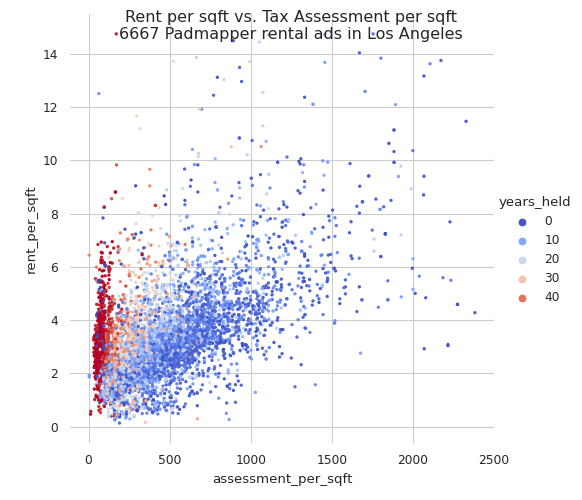 Rent per sqft vs. Tax Assessment per sqft
6667 Padmapper rental ads in Los Angeles
14
12
10
8
6
4
2
0
rent_per_sqft
0 500 1000 1500 2000 2500
assessment_per_sqft
years_held
0
10
20
30
40